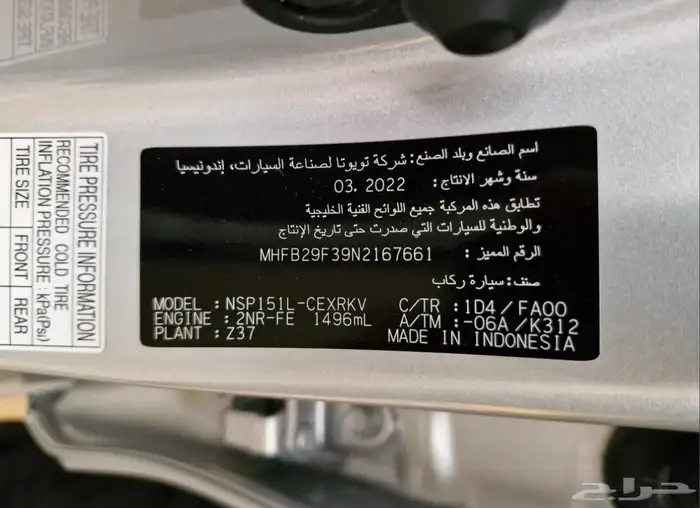 اسم الصانع وبلد الصنع: شركة تويوتا لصناعة السيارات، إندونيسيا
سنة وشهر الانتاج: 03. 2022
تطابق هذه المركبة جميع اللوائح الفنية الخليجية
والوطنية للسيارات التي صدرت حتى تاريخ الإنتاج
الرقم المميز: MHFB29F39N2167661
صنف: سيارة ركاب
MODEL : NSP151L-CEXRKV C/TR : 1D4/FA00
ENGINE : 2NR-FE 1496mL A/TM : -06A/K312
PLANT : Z37 MADE IN INDONESIA
TIRE PRESSURE INFORMATION
RECOMMENDED COLD TIRE
INFLATION PRESSURE : kPa(Psi)
TIRE SIZE FRONT REAR
حراج